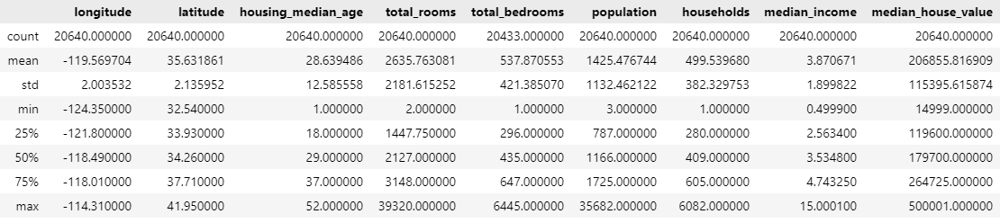 longitude latitude housing_median_age total_rooms total_bedrooms population households median_income median_house_value
count 20640.000000 20640.000000 20640.000000 20640.000000 20433.000000 20640.000000 20640.000000 20640.000000 20640.000000
mean -119.569704 35.631861 28.639486 2635.763081 537.870553 1425.476744 499.539680 3.870671 206855.816909
std 2.003532 2.135952 12.585558 2181.615252 421.385070 1132.462122 382.329753 1.899822 115395.615874
min -124.350000 32.540000 1.000000 2.000000 1.000000 3.000000 1.000000 0.499900 14999.000000
25% -121.800000 33.930000 18.000000 1447.750000 296.000000 787.000000 280.000000 2.563400 119600.000000
50% -118.490000 34.260000 29.000000 2127.000000 435.000000 1166.000000 409.000000 3.534800 179700.000000
75% -118.010000 37.710000 37.000000 3148.000000 647.000000 1725.000000 605.000000 4.743250 264725.000000
max -114.310000 41.950000 52.000000 39320.000000 6445.000000 35682.000000 6082.000000 15.000100 500001.000000